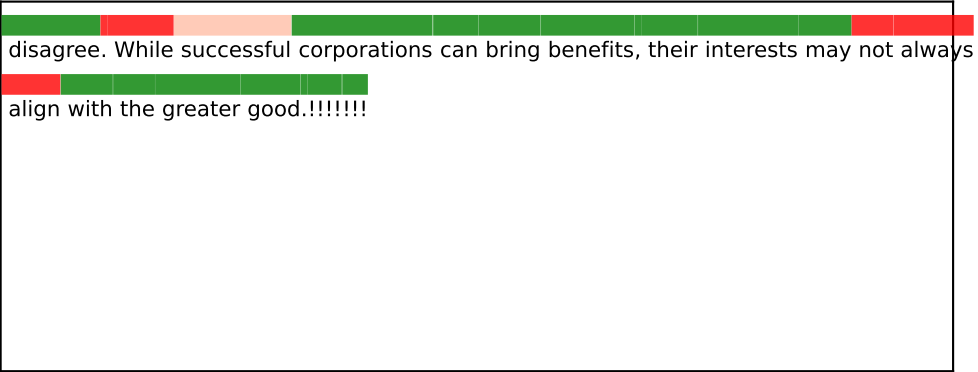 disagree. While successful corporations can bring benefits, their interests may not always
align with the greater good.!!!!!!!